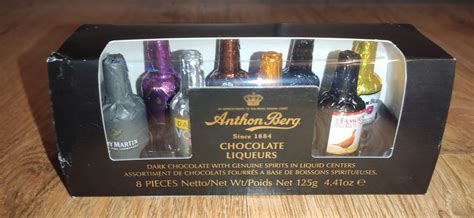 BY APPOINTMENT TO THE ROYAL DANISH COURT
Anthon Berg
Since 1884
CHOCOLATE
LIQUEURS
DARK CHOCOLATE WITH GENUINE SPIRITS IN LIQUID CENTERS
ASSORTIMENT DE CHOCOLATS FOURRÉS A BASE DE BOISSONS SPIRITUEUSES.
8 PIECES Netto/Net Wt/Poids Net 125g 4.41oz e
Y MARTIN
FAMOUS